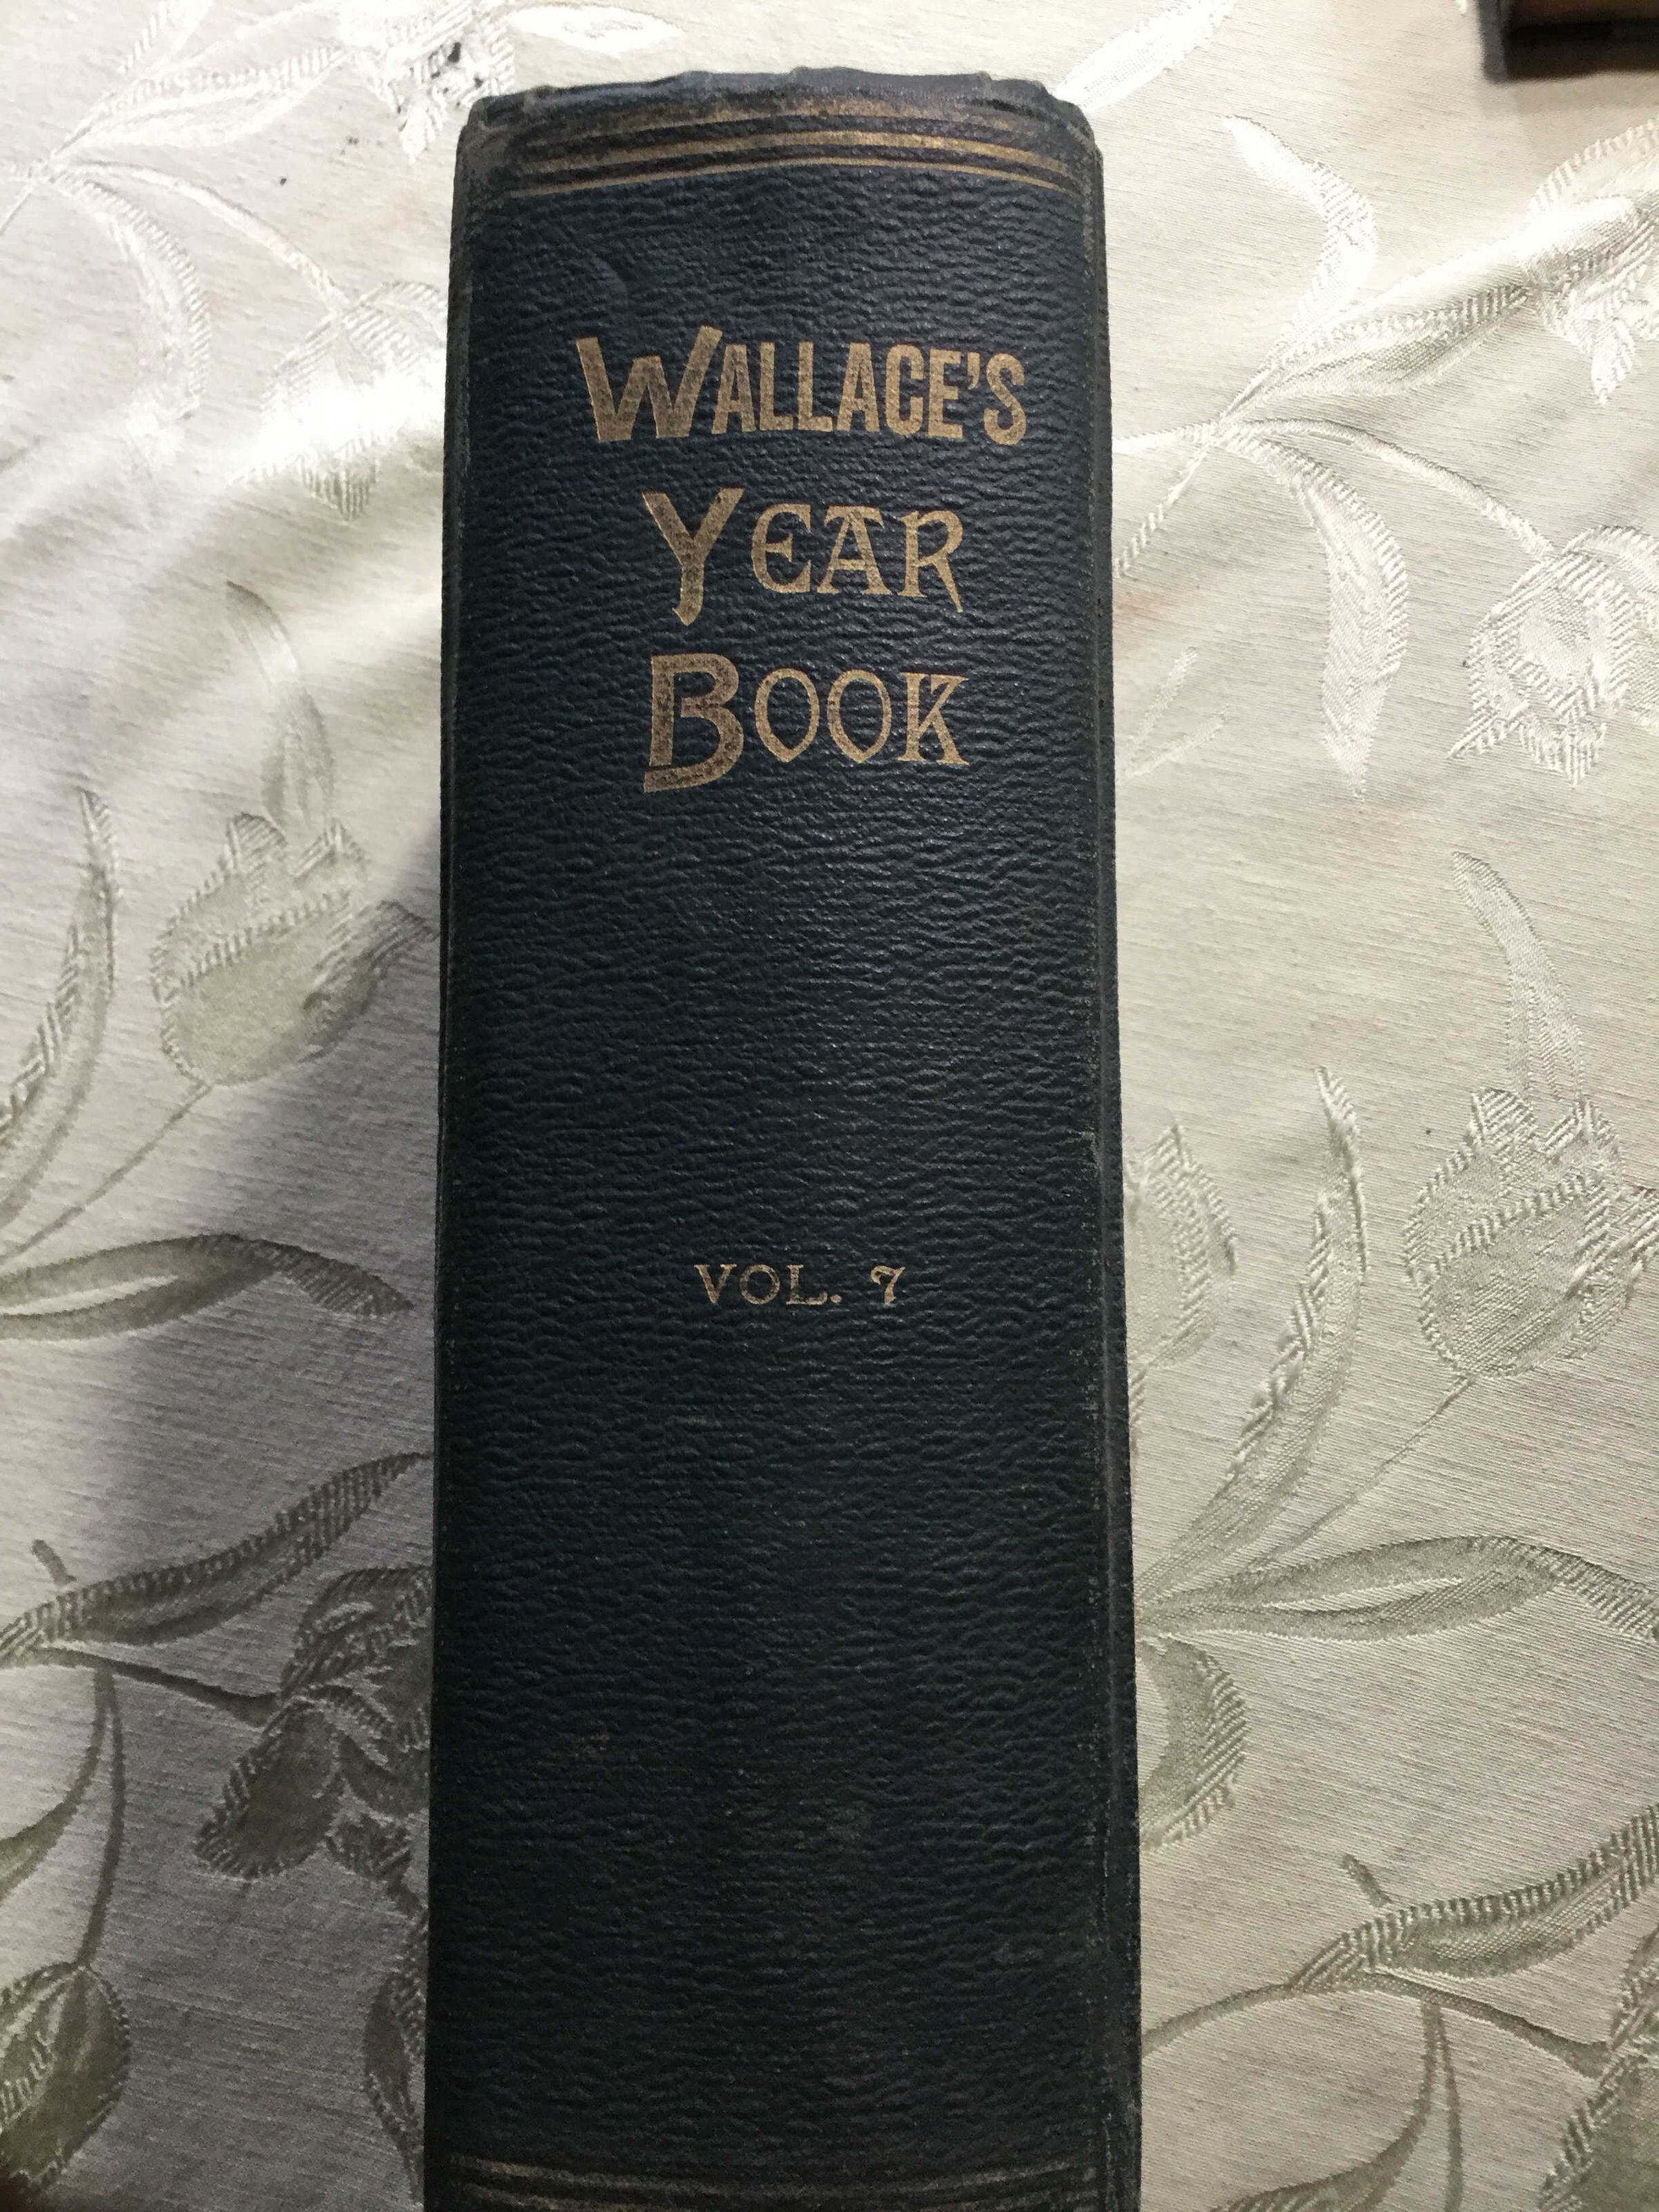 WALLACE'S
YEAR
BOOK
VOL. 7